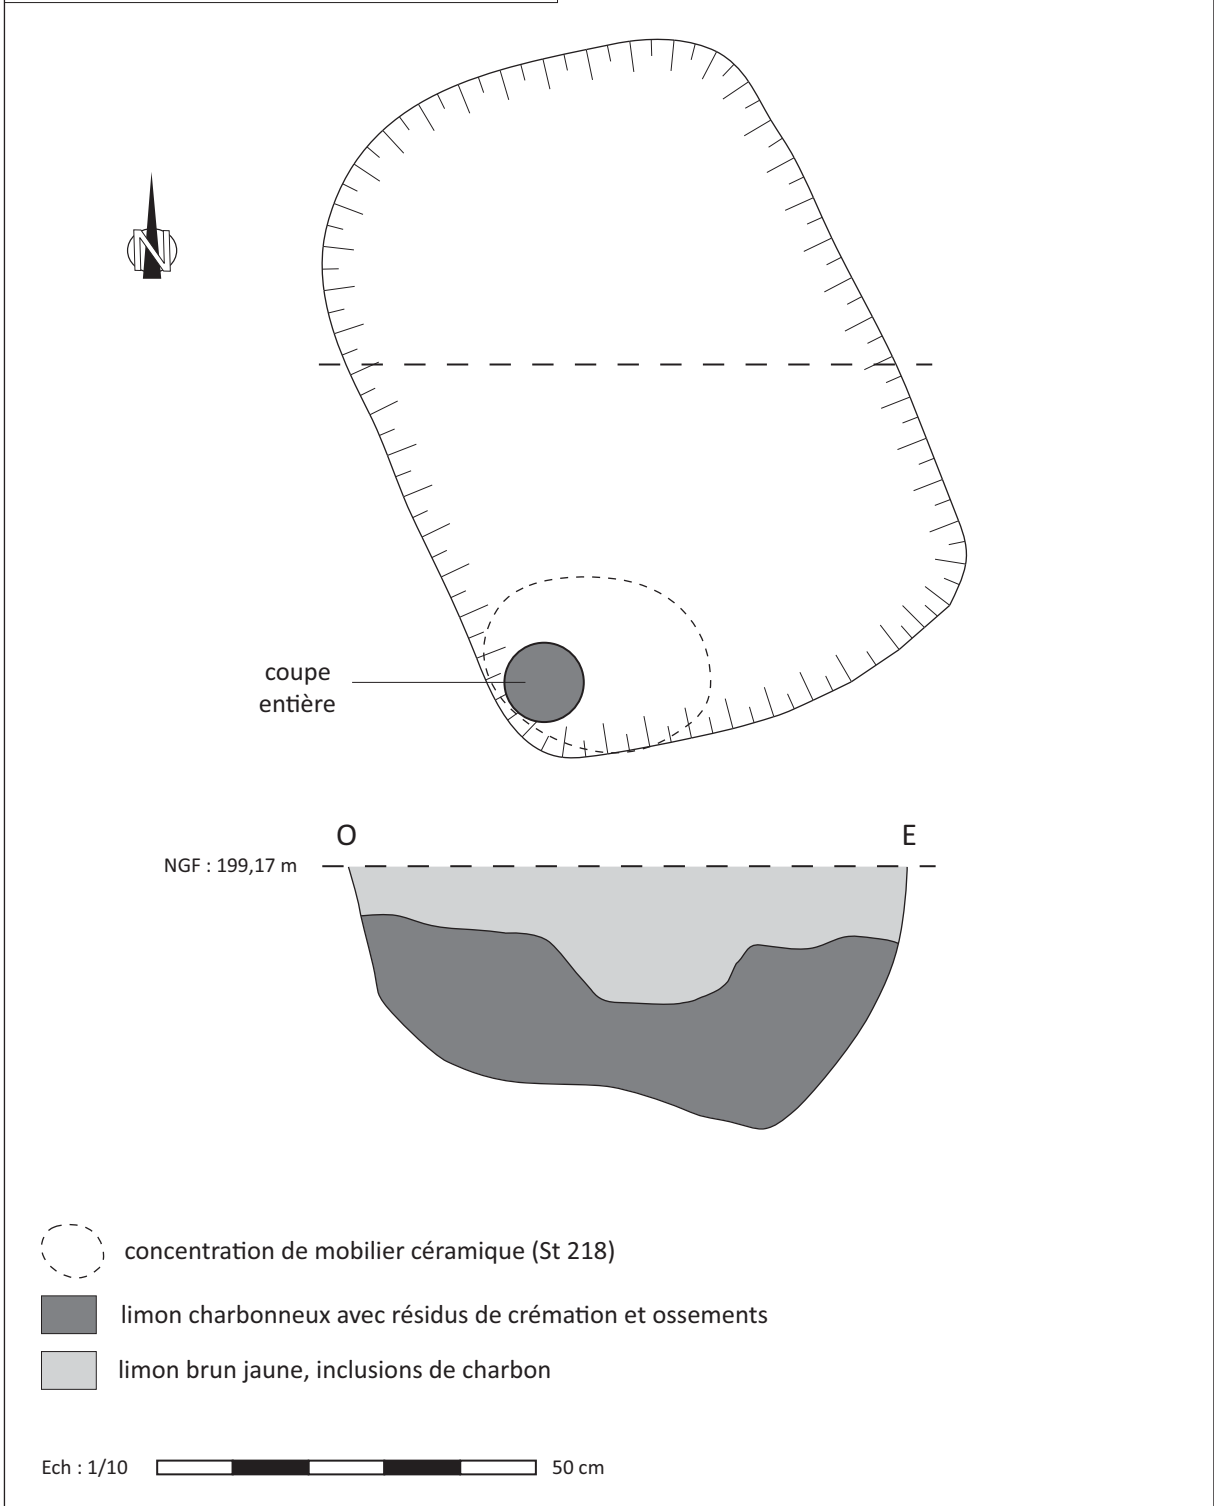 N
coupe
entière
O
E
NGF : 199,17 m
concentration de mobilier céramique (St 218)
limon charbonneux avec résidus de crémation et ossements
limon brun jaune, inclusions de charbon
Ech : 1/10
50 cm